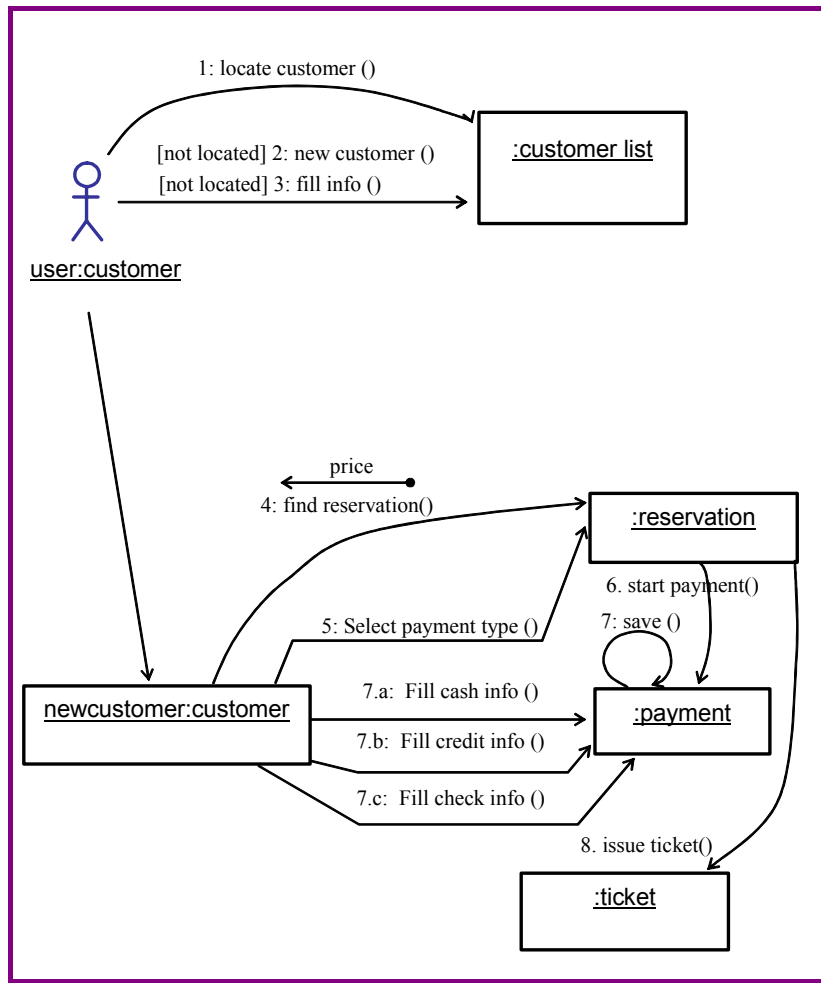 1: locate customer ()
[not located] 2: new customer ()
:customer list
[not located] 3: fill info ()
user:customer
price
4: find reservation()
:reservation
6. start payment()
5: Select payment type ()
7: save ()
newcustomer:customer
7.a: Fill cash info ()
:payment
7.b: Fill credit info ()
7.c: Fill check info ()
8. issue ticket()
:ticket